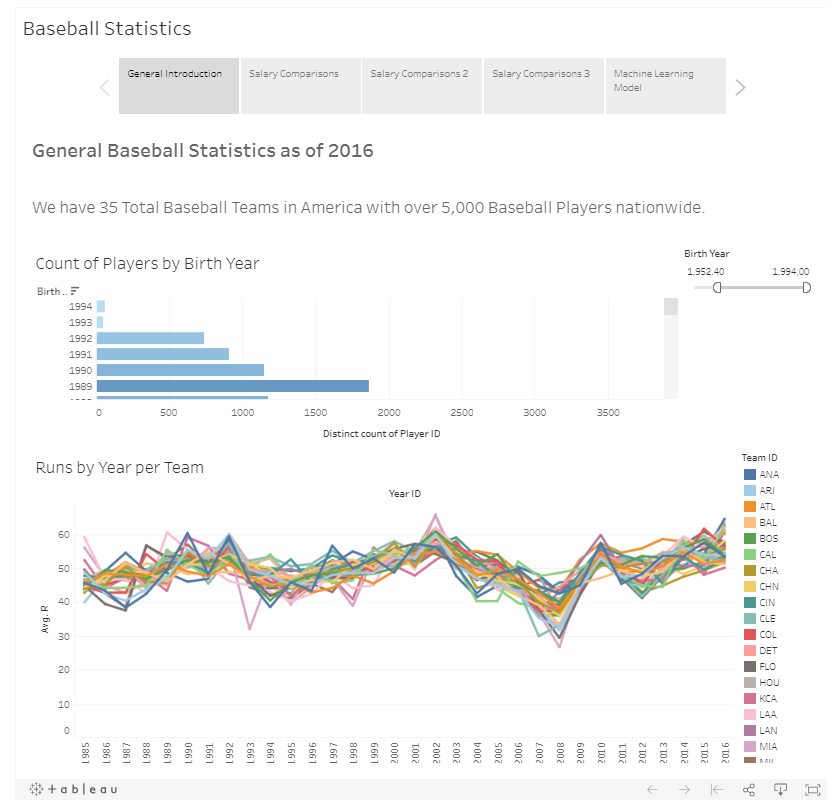 Baseball Statistics
General Introduction
Salary Comparisons
Salary Comparisons 2
Salary Comparisons 3
Machine Learning
Model
General Baseball Statistics as of 2016
We have 35 Total Baseball Teams in America with over 5,000 Baseball Players nationwide.
Count of Players by Birth Year
Birth Year
1,952.40 1,994.00
Birth ..
1994
1993
1992
1991
1990
1989
0 500 1000 1500 2000 2500 3000 3500
Distinct count of Player ID
Runs by Year per Team
Year ID
60
50
40
30
20
10
0
Avg. R
1985 1986 1987 1988 1989 1990 1991 1992 1993 1994 1995 1996 1997 1998 1999 2000 2001 2002 2003 2004 2005 2006 2007 2008 2009 2010 2011 2012 2013 2014 2015 2016
Team ID
ANA
ARI
ATL
BAL
BOS
CAL
CHA
CHN
CIN
CLE
COL
DET
FLO
HOU
KCA
LAA
LAN
MIA
+ableau